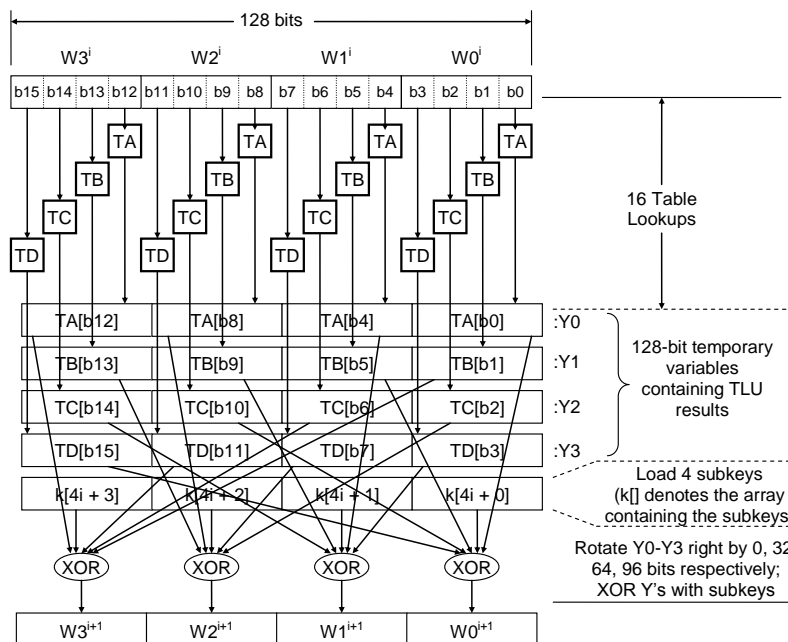 128 bits
W3^i W2^i W1^i W0^i
b15 b14 b13 b12 b11 b10 b9 b8 b7 b6 b5 b4 b3 b2 b1 b0
TA TA TA TA
TB TB TB TB
TC TC TC TC
TD TD TD TD
16 Table
Lookups
TA[b12] TA[b8] TA[b4] TA[b0] :Y0
TB[b13] TB[b9] TB[b5] TB[b1] :Y1
TC[b14] TC[b10] TC[b6] TC[b2] :Y2
TD[b15] TD[b11] TD[b7] TD[b3] :Y3
128-bit temporary
variables
containing TLU
results
k[4i + 3] k[4i + 2] k[4i + 1] k[4i + 0]
Load 4 subkeys
(k[] denotes the array
containing the subkeys
XOR XOR XOR XOR
Rotate Y0-Y3 right by 0, 32
64, 96 bits respectively;
XOR Y's with subkeys
W3^i+1 W2^i+1 W1^i+1 W0^i+1